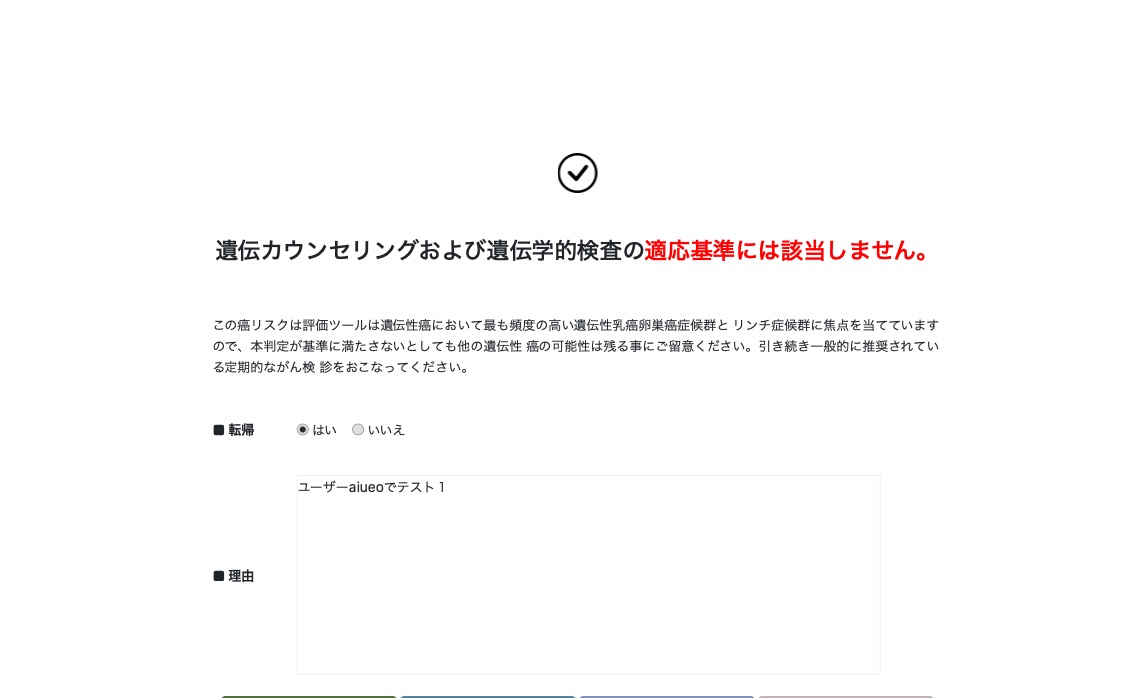 遺伝カウンセリングおよび遺伝学的検査の適応基準には該当しません。
この癌リスクは評価ツールは遺伝性癌において最も頻度の高い遺伝性乳癌卵巣癌症候群と リンチ症候群に焦点を当てています
ので、本判定が基準に満たさないとしても他の遺伝性 癌の可能性は残る事にご留意ください。引き続き一般的に推奨されてい
る定期的ながん検 診をおこなってください。
■ 転帰 はい いいえ
ユーザーaiueoでテスト１
■ 理由